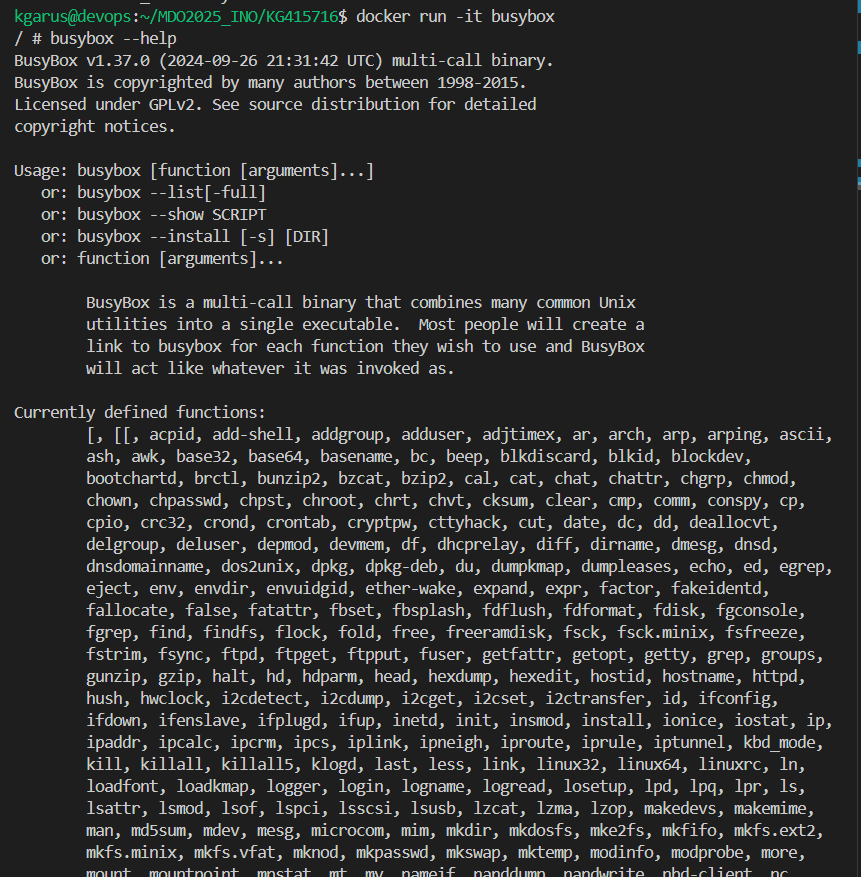 kgarus@devops:~/MDO2025_INO/KG415716$ docker run -it busybox
/ # busybox --help
BusyBox v1.37.0 (2024-09-26 21:31:42 UTC) multi-call binary.
BusyBox is copyrighted by many authors between 1998-2015.
Licensed under GPLv2. See source distribution for detailed
copyright notices.

Usage: busybox [function [arguments]...]
   or: busybox --list[-full]
   or: busybox --show SCRIPT
   or: busybox --install [-s] [DIR]
   or: function [arguments]...

        BusyBox is a multi-call binary that combines many common Unix
        utilities into a single executable.  Most people will create a
        link to busybox for each function they wish to use and BusyBox
        will act like whatever it was invoked as.

Currently defined functions:
        [, [[, acpid, add-shell, addgroup, adduser, adjtimex, ar, arch, arp, arping, ascii,
        ash, awk, base32, base64, basename, bc, beep, blkdiscard, blkid, blockdev,
        bootchartd, brctl, bunzip2, bzcat, bzip2, cal, cat, chat, chattr, chgrp, chmod,
        chown, chpasswd, chpst, chroot, chrt, chvt, cksum, clear, cmp, comm, conspy, cp,
        cpio, crc32, crond, crontab, cryptpw, cttyhack, cut, date, dc, dd, deallocvt,
        delgroup, deluser, depmod, devmem, df, dhcprelay, diff, dirname, dmesg, dnsd,
        dnsdomainname, dos2unix, dpkg, dpkg-deb, du, dumpkmap, dumpleases, echo, ed, egrep,
        eject, env, envdir, envuidgid, ether-wake, expand, expr, factor, fakeidentd,
        fallocate, false, fatattr, fbset, fbsplash, fdflush, fdformat, fdisk, fgconsole,
        fgrep, find, findfs, flock, fold, free, freeramdisk, fsck, fsck.minix, fsfreeze,
        fstrim, fsync, ftpd, ftpget, ftpput, fuser, getfattr, getopt, getty, grep, groups,
        gunzip, gzip, halt, hd, hdparm, head, hexdump, hexedit, hostid, hostname, httpd,
        hush, hwclock, i2cdetect, i2cdump, i2cget, i2cset, i2ctransfer, id, ifconfig,
        ifdown, ifenslave, ifplugd, ifup, inetd, init, insmod, install, ionice, iostat, ip,
        ipaddr, ipcalc, ipcrm, ipcs, iplink, ipneigh, iproute, iprule, iptunnel, kbd_mode,
        kill, killall, killall5, klogd, last, less, link, linux32, linux64, linuxrc, ln,
        loadfont, loadkmap, logger, login, logname, logread, losetup, lpd, lpq, lpr, ls,
        lsattr, lsmod, lsof, lspci, lsscsi, lsusb, lzcat, lzma, lzop, makedevs, makemime,
        man, md5sum, mdev, mesg, microcom, mim, mkdir, mkdosfs, mke2fs, mkfifo, mkfs.ext2,
        mkfs.minix, mkfs.vfat, mknod, mkpasswd, mkswap, mktemp, modinfo, modprobe, more,
        mount, mountpoint, mpstat, mt, mv, nameif, nanddump, nandwrite, nbd-client, nc,